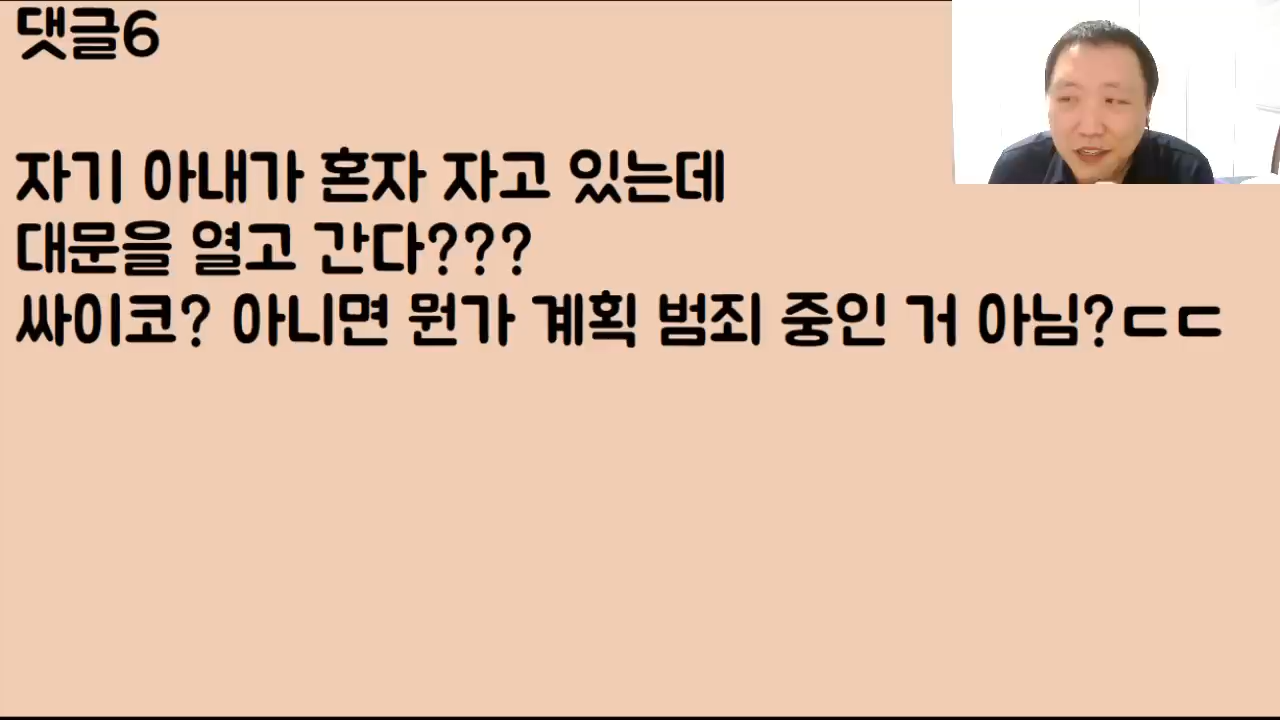 댓글6
자기 아내가 혼자 자고 있는데
대문을 열고 간다???
싸이코? 아니면 뭔가 계획 범죄 중인 거 아님?ㄷㄷ